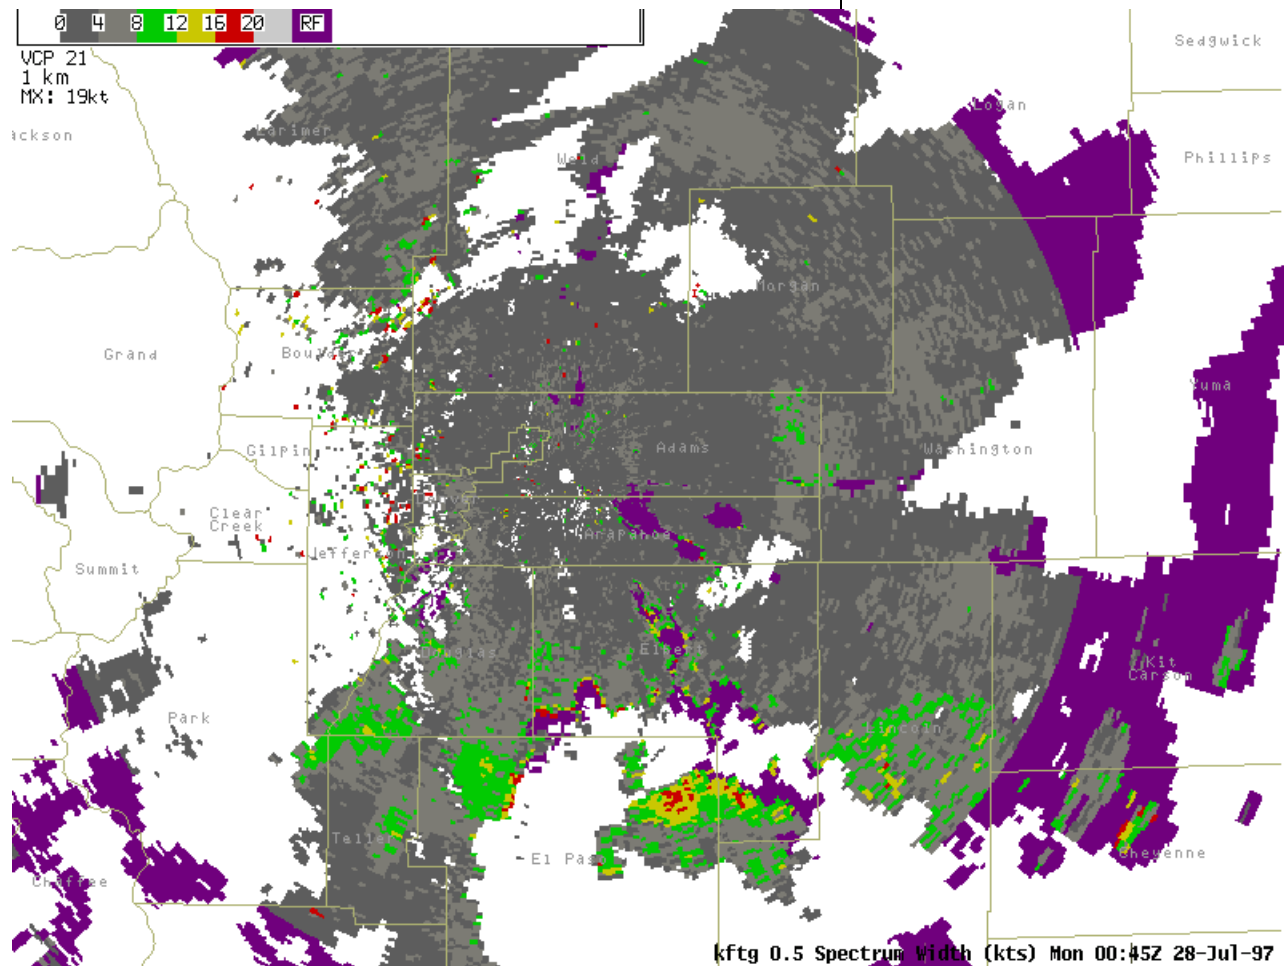 0 4 8 12 16 20 RF
VCP 21
1 km
MX: 19kt
Sedgwick
Logan
ackson
Larimer
Weld
Phillips
Morgan
Grand
Boulder
Yuma
Gilpin
Adams
Washington
Clear
Creek
Arapahoe
Jefferson
Summit
Elbert
Douglas
Kit
Carson
Park
Lincoln
Teller
El Paso
Cheyenne
Chaffee
kftg 0.5 Spectrum Width (kts) Mon 00:45Z 28-Jul-97